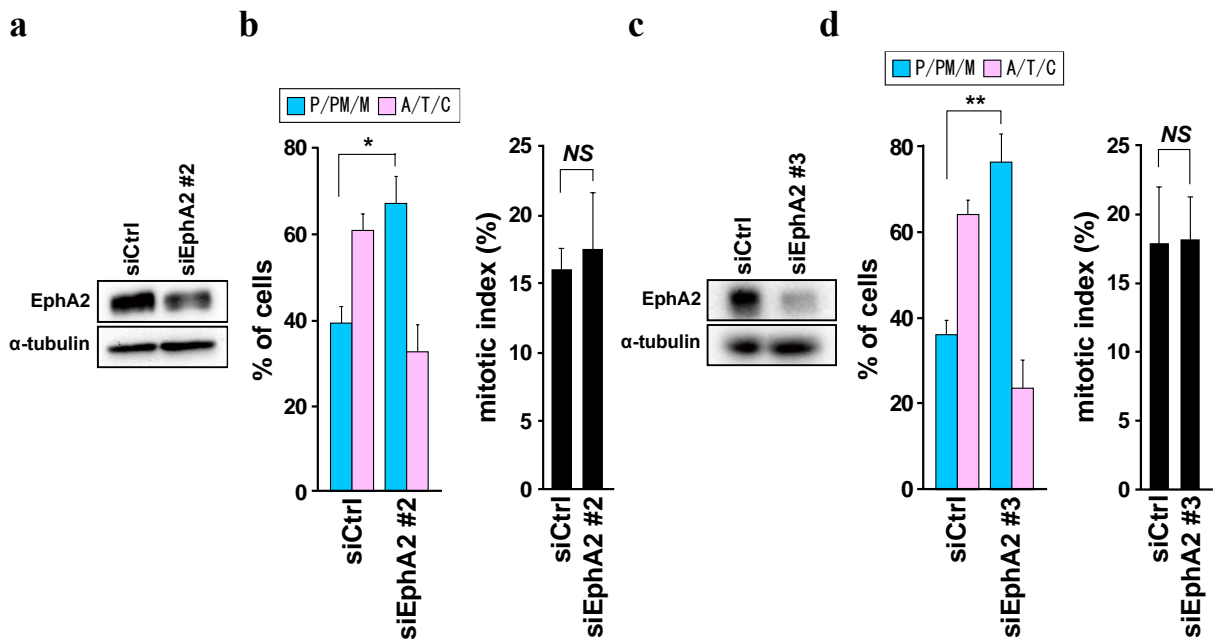 a
siCtrl
siEphA2 #2
EphA2
α-tubulin
b
P/PM/M
A/T/C
% of cells
80
60
40
20
0
*
siCtrl
siEphA2 #2
mitotic index (%)
25
20
15
10
5
0
NS
siCtrl
siEphA2 #2
c
siCtrl
siEphA2 #3
EphA2
α-tubulin
d
P/PM/M
A/T/C
% of cells
80
60
40
20
0
**
siCtrl
siEphA2 #3
mitotic index (%)
25
20
15
10
5
0
NS
siCtrl
siEphA2 #3